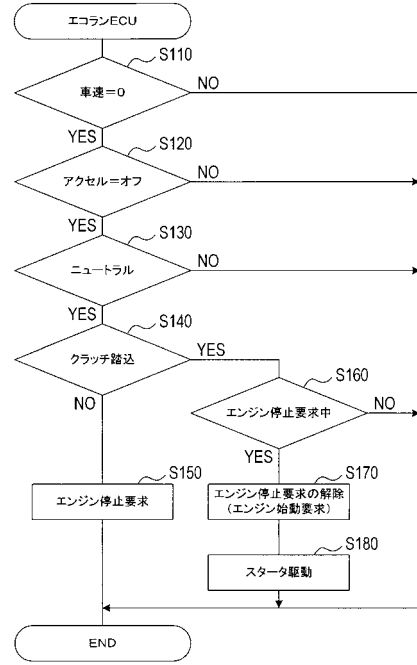 エコランECU
S110
車速=0
NO
YES
S120
アクセル=オフ
NO
YES
S130
ニュートラル
NO
YES
S140
クラッチ踏込
YES
NO
S160
エンジン停止要求中
NO
YES
S150
エンジン停止要求
S170
エンジン停止要求の解除
(エンジン始動要求)
S180
スタータ駆動
END